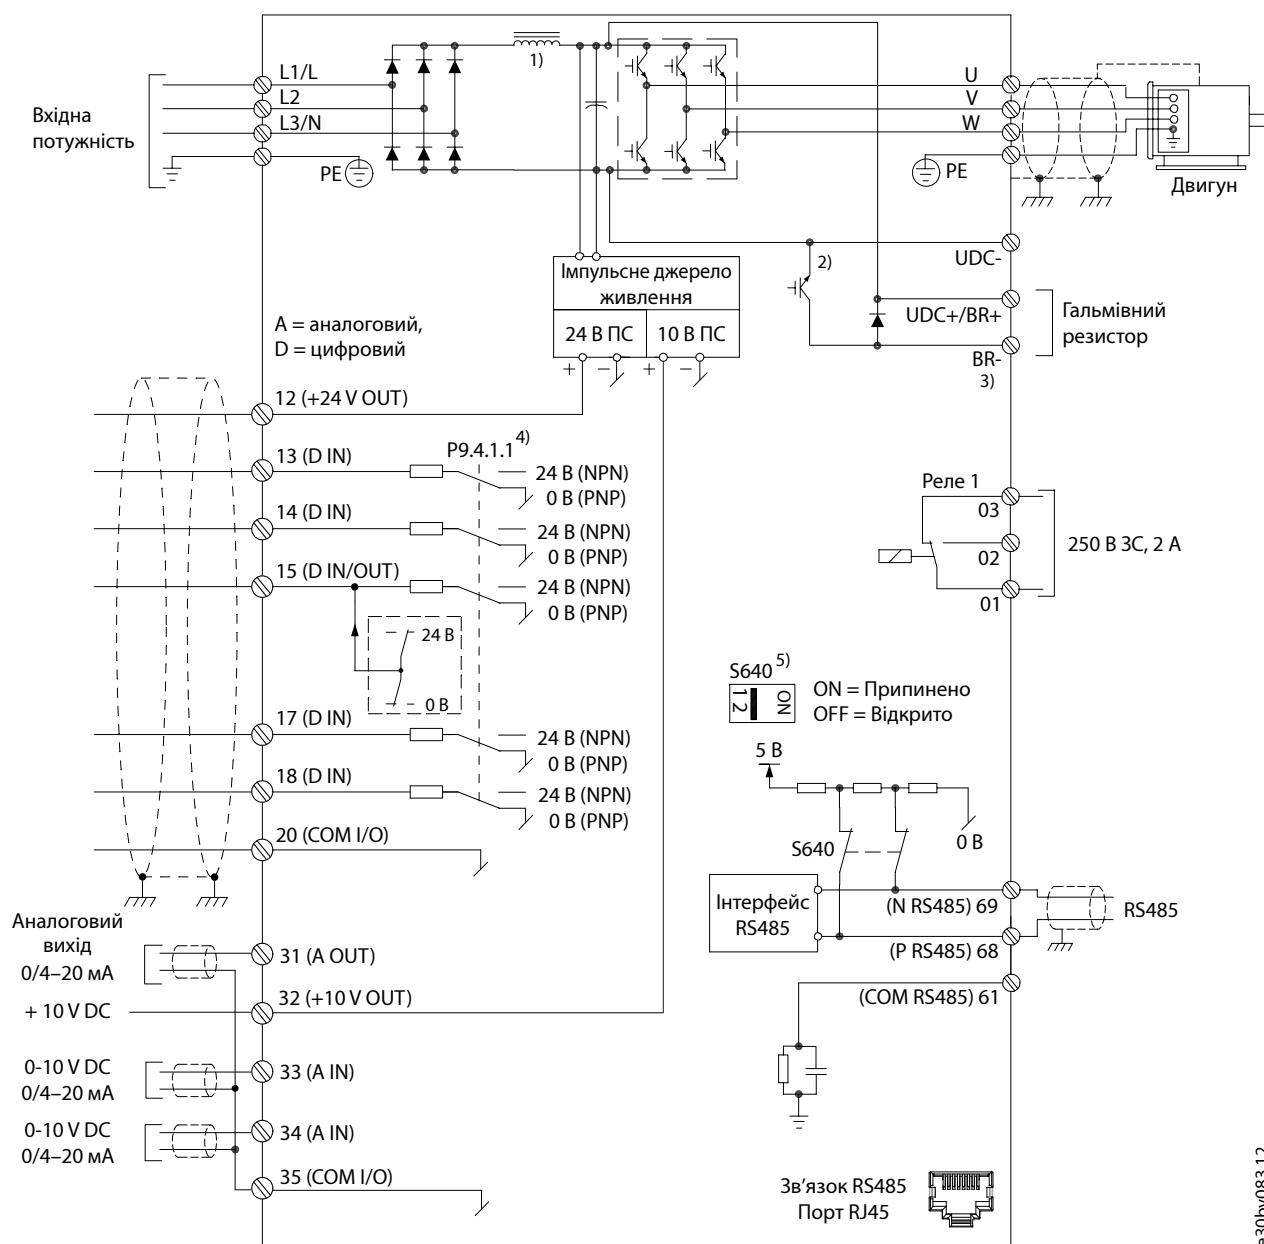 Вхідна
потужність
L1/L
L2
L3/N
PE
1)
U
V
W
PE
Двигун
UDC-
2)
UDC+/BR+
BR-
3)
Гальмівний
резистор
Імпульсне джерело
живлення
24 В ПС
10 В ПС
+ − + −
A = аналоговий,
D = цифровий
12 (+24 V OUT)
13 (D IN)
P9.4.1.1 4)
24 В (NPN)
0 В (PNP)
14 (D IN)
24 В (NPN)
0 В (PNP)
15 (D IN/OUT)
24 В (NPN)
0 В (PNP)
24 В
0 В
17 (D IN)
24 В (NPN)
0 В (PNP)
18 (D IN)
24 В (NPN)
0 В (PNP)
20 (COM I/O)
Реле 1
03
02
01
250 В ЗС, 2 А
S640 5)
1 2
ON
ON = Припинено
OFF = Відкрито
5 В
0 В
S640
Інтерфейс
RS485
(N RS485) 69
(P RS485) 68
RS485
(COM RS485) 61
Аналоговий
вихід
0/4–20 мА
31 (A OUT)
+ 10 V DC
32 (+10 V OUT)
0-10 V DC
0/4–20 мА
33 (A IN)
0-10 V DC
0/4–20 мА
34 (A IN)
35 (COM I/O)
Зв’язок RS485
Порт RJ45
e30bv083.12